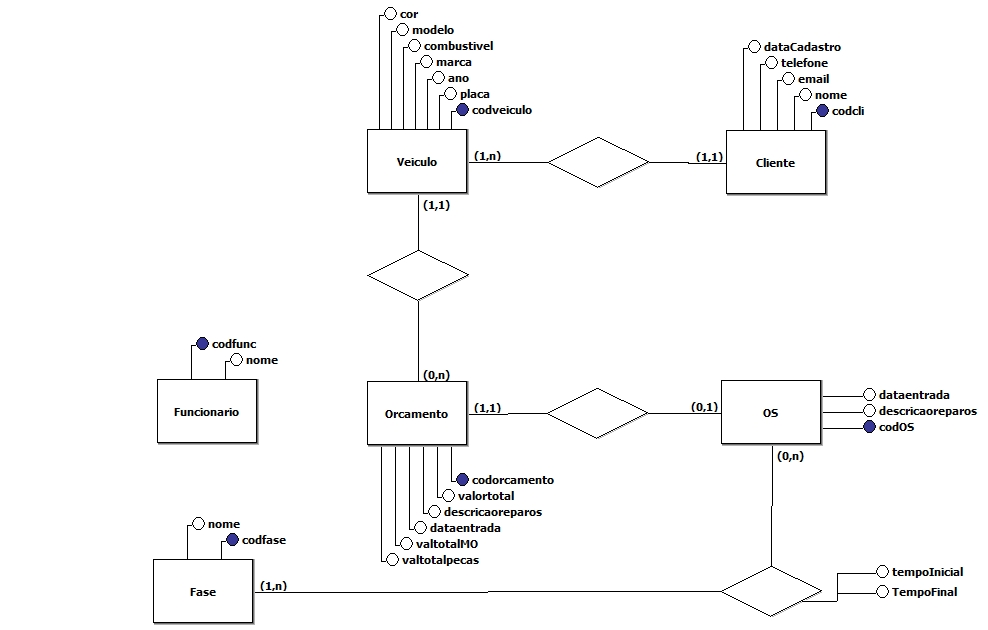 cor
modelo
combustivel
marca
ano
placa
codveiculo
Veiculo
(1,n)
(1,1)
dataCadastro
telefone
email
nome
codcli
Cliente
(1,1)
(0,n)
codfunc
nome
Funcionario
Orcamento
(1,1)
(0,1)
OS
dataentrada
descricaoreparos
codOS
(0,n)
codorcamento
valortotal
descricaoreparos
dataentrada
valtotalMO
valtotalpecas
nome
codfase
Fase
(1,n)
tempoInicial
TempoFinal